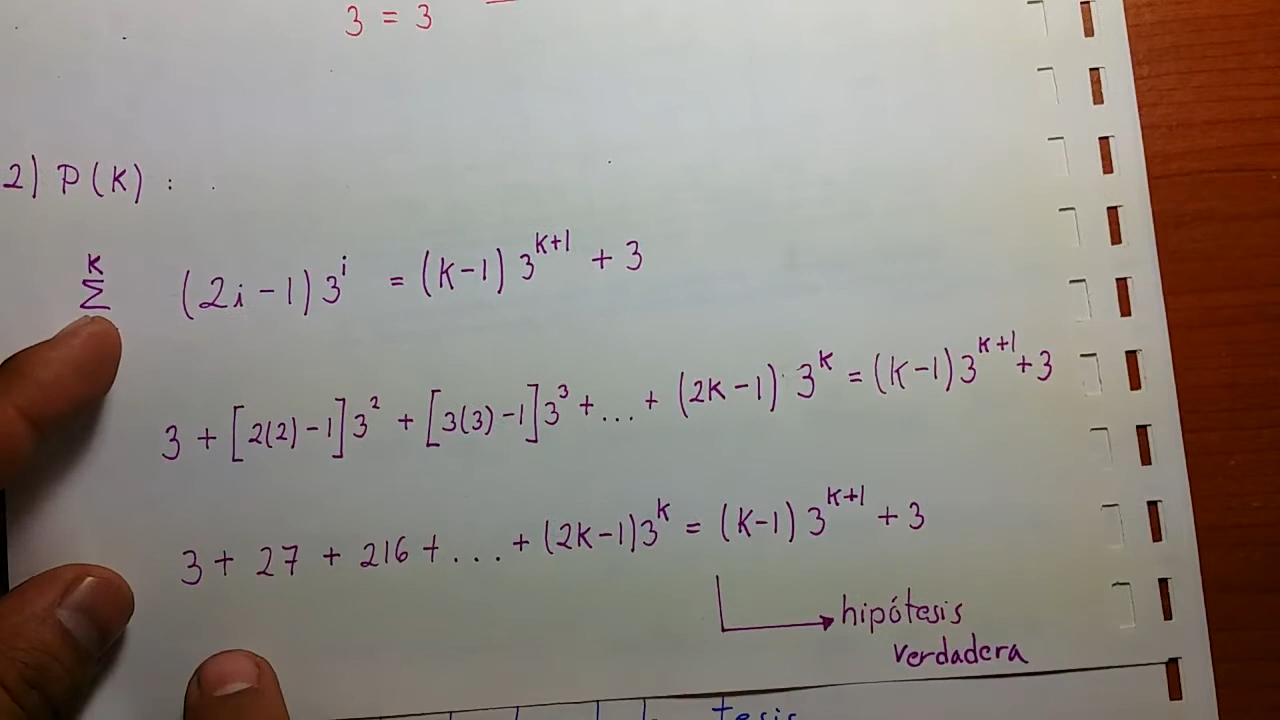 3 = 3
2) P(K) :
K
Σ (2i-1)3^i = (K-1) 3^{K+1} + 3
3 + [2(2)-1]3^2 + [3(3)-1]3^3 + ... + (2K-1) · 3^K = (K-1)3^{K+1} + 3
3 + 27 + 216 + ... + (2K-1)3^K = (K-1) 3^{K+1} + 3
hipótesis
verdadera
tesis